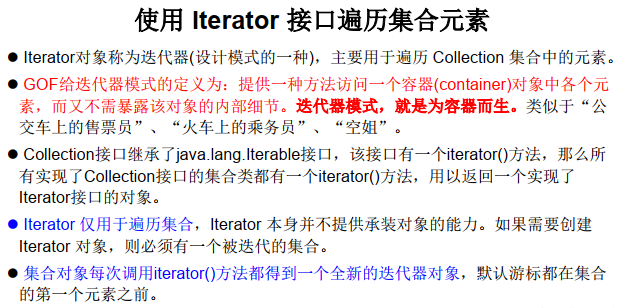 使用 Iterator 接口遍历集合元素
● Iterator对象称为迭代器(设计模式的一种)，主要用于遍历 Collection 集合中的元素。
● GOF给迭代器模式的定义为：提供一种方法访问一个容器(container)对象中各个元
素，而又不需暴露该对象的内部细节。迭代器模式，就是为容器而生。类似于“公
交车上的售票员”、“火车上的乘务员”、“空姐”。
● Collection接口继承了java.lang.Iterable接口，该接口有一个iterator()方法，那么所
有实现了Collection接口的集合类都有一个iterator()方法，用以返回一个实现了
Iterator接口的对象。
● Iterator 仅用于遍历集合，Iterator 本身并不提供承装对象的能力。如果需要创建
Iterator 对象，则必须有一个被迭代的集合。
● 集合对象每次调用iterator()方法都得到一个全新的迭代器对象，默认游标都在集合
的第一个元素之前。